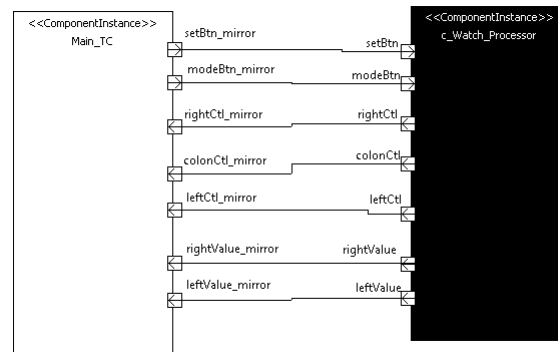 <<ComponentInstance>>
Main_TC
<<ComponentInstance>>
c_Watch_Processor
setBtn_mirror
setBtn
modeBtn_mirror
modeBtn
rightCtl_mirror
rightCtl
colonCtl_mirror
colonCtl
leftCtl_mirror
leftCtl
rightValue_mirror
rightValue
leftValue_mirror
leftValue